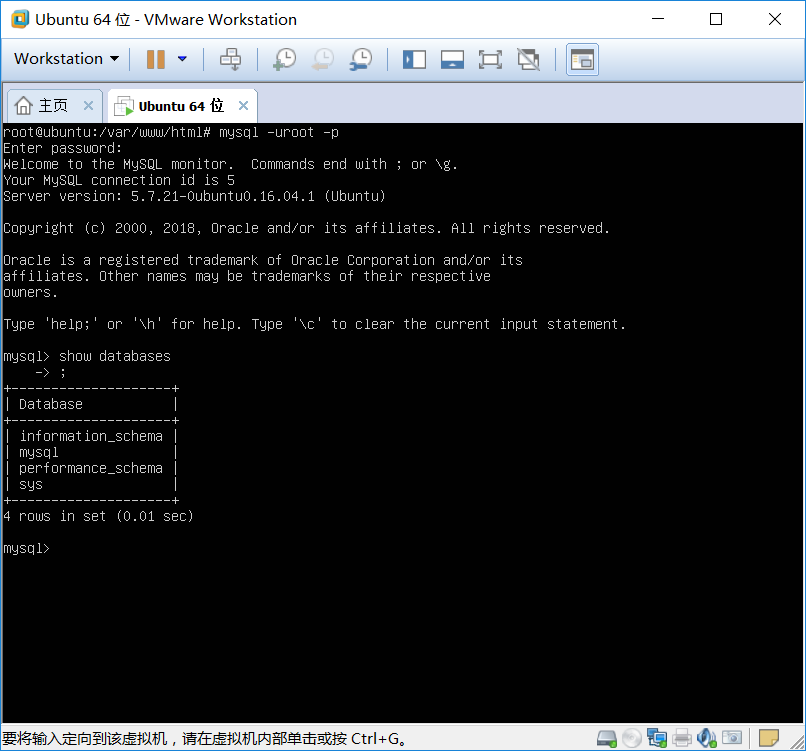 Ubuntu 64 位 - VMware Workstation
Workstation
主页
Ubuntu 64 位
root@ubuntu:/var/www/html# mysql -uroot -p
Enter password:
Welcome to the MySQL monitor.  Commands end with ; or \g.
Your MySQL connection id is 5
Server version: 5.7.21-0ubuntu0.16.04.1 (Ubuntu)
Copyright (c) 2000, 2018, Oracle and/or its affiliates. All rights reserved.
Oracle is a registered trademark of Oracle Corporation and/or its
affiliates. Other names may be trademarks of their respective
owners.
Type 'help;' or '\h' for help. Type '\c' to clear the current input statement.
mysql> show databases
    -> ;
+--------------------+
| Database           |
+--------------------+
| information_schema |
| mysql              |
| performance_schema |
| sys                |
+--------------------+
4 rows in set (0.01 sec)
mysql>
要将输入定向到该虚拟机，请在虚拟机内部单击或按 Ctrl+G。